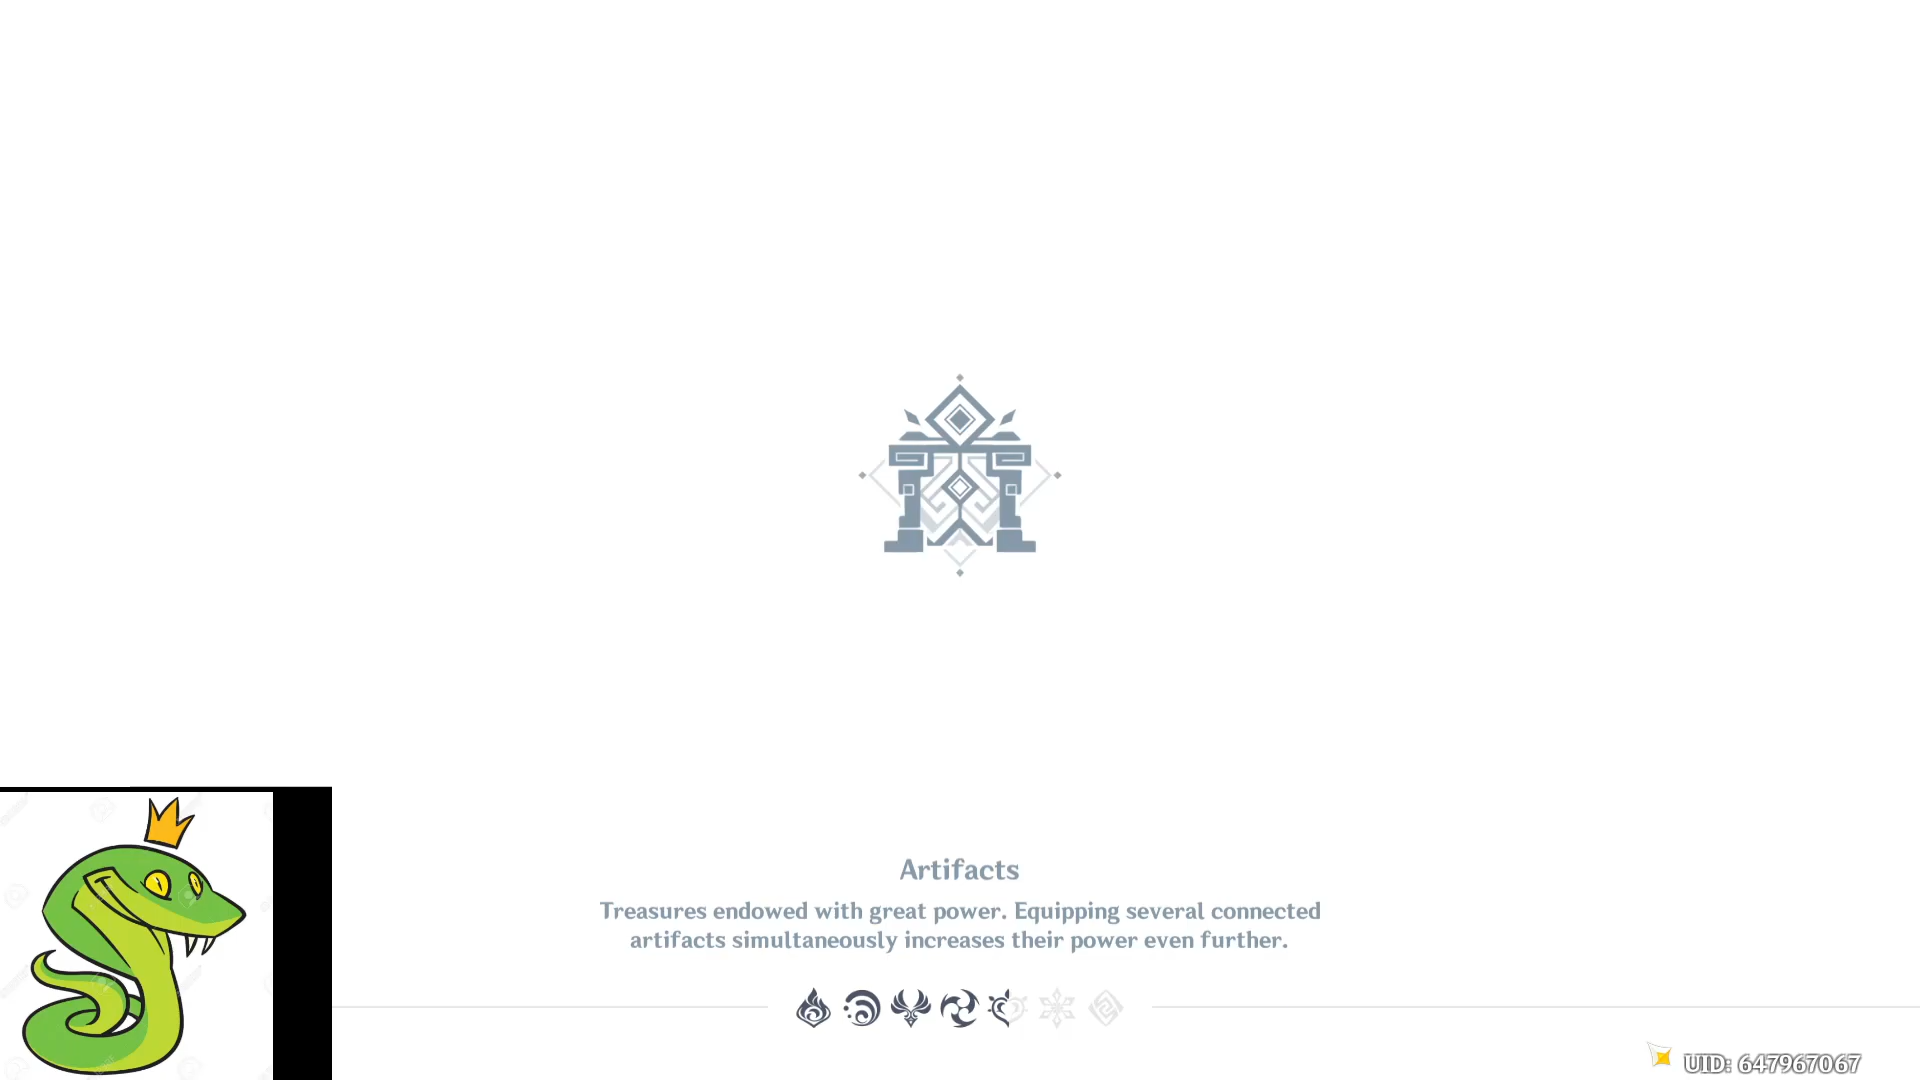 Artifacts
Treasures endowed with great power. Equipping several connected
artifacts simultaneously increases their power even further.
UID: 647967067